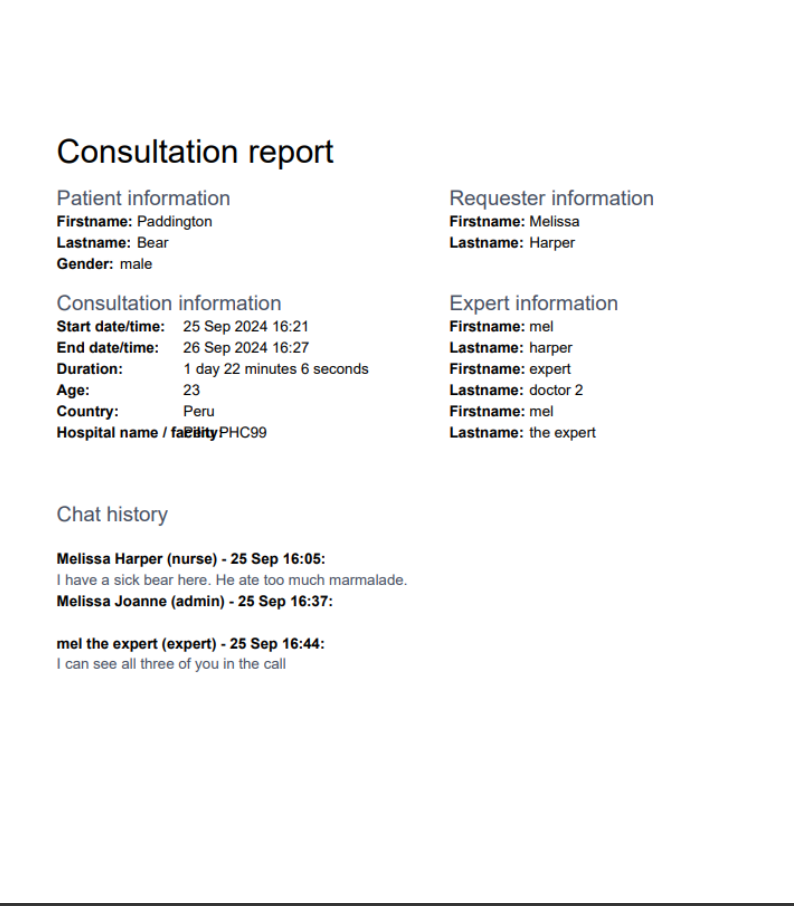 Consultation report
Patient information
Firstname: Paddington
Lastname: Bear
Gender: male
Requester information
Firstname: Melissa
Lastname: Harper
Consultation information
Start date/time: 25 Sep 2024 16:21
End date/time: 26 Sep 2024 16:27
Duration: 1 day 22 minutes 6 seconds
Age: 23
Country: Peru
Hospital name / facility: PHC99
Expert information
Firstname: mel
Lastname: harper
Firstname: expert
Lastname: doctor 2
Firstname: mel
Lastname: the expert
Chat history
Melissa Harper (nurse) - 25 Sep 16:05:
I have a sick bear here. He ate too much marmalade.
Melissa Joanne (admin) - 25 Sep 16:37:
mel the expert (expert) - 25 Sep 16:44:
I can see all three of you in the call